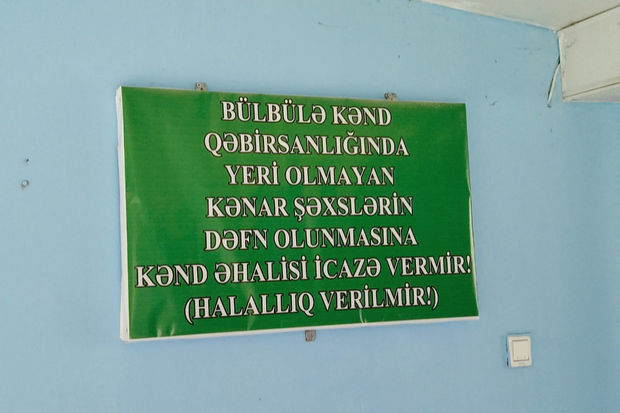 BÜLBÜLƏ KƏND
QƏBİRSANLIĞINDA
YERİ OLMAYAN
KƏNAR ŞƏXSLƏRİN
DƏFN OLUNMASINA
KƏND ƏHALİSİ İCAZƏ VERMİR!
(HALALLIQ VERİLMİR!)